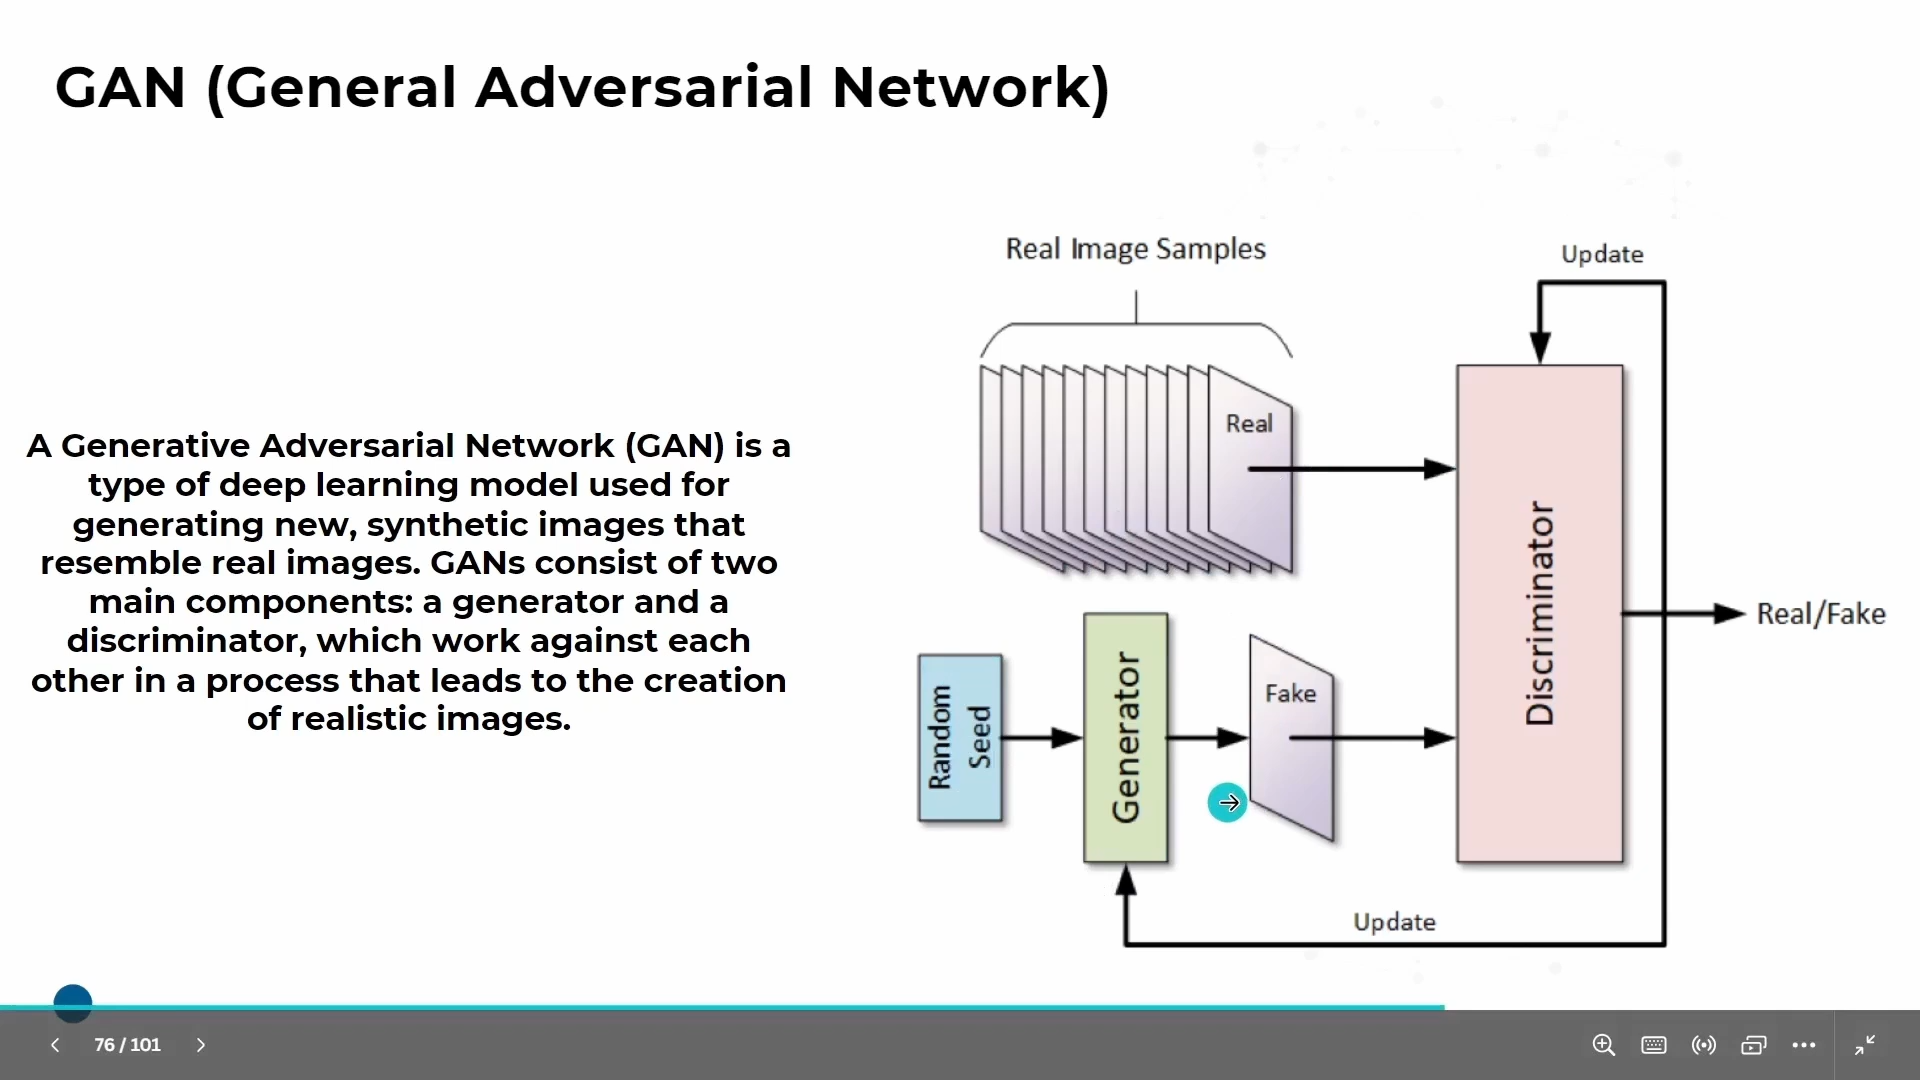 GAN (General Adversarial Network)
A Generative Adversarial Network (GAN) is a
type of deep learning model used for
generating new, synthetic images that
resemble real images. GANs consist of two
main components: a generator and a
discriminator, which work against each
other in a process that leads to the creation
of realistic images.
Real Image Samples
Update
Real
Discriminator
Real/Fake
Random
Seed
Generator
Fake
Update
76 / 101